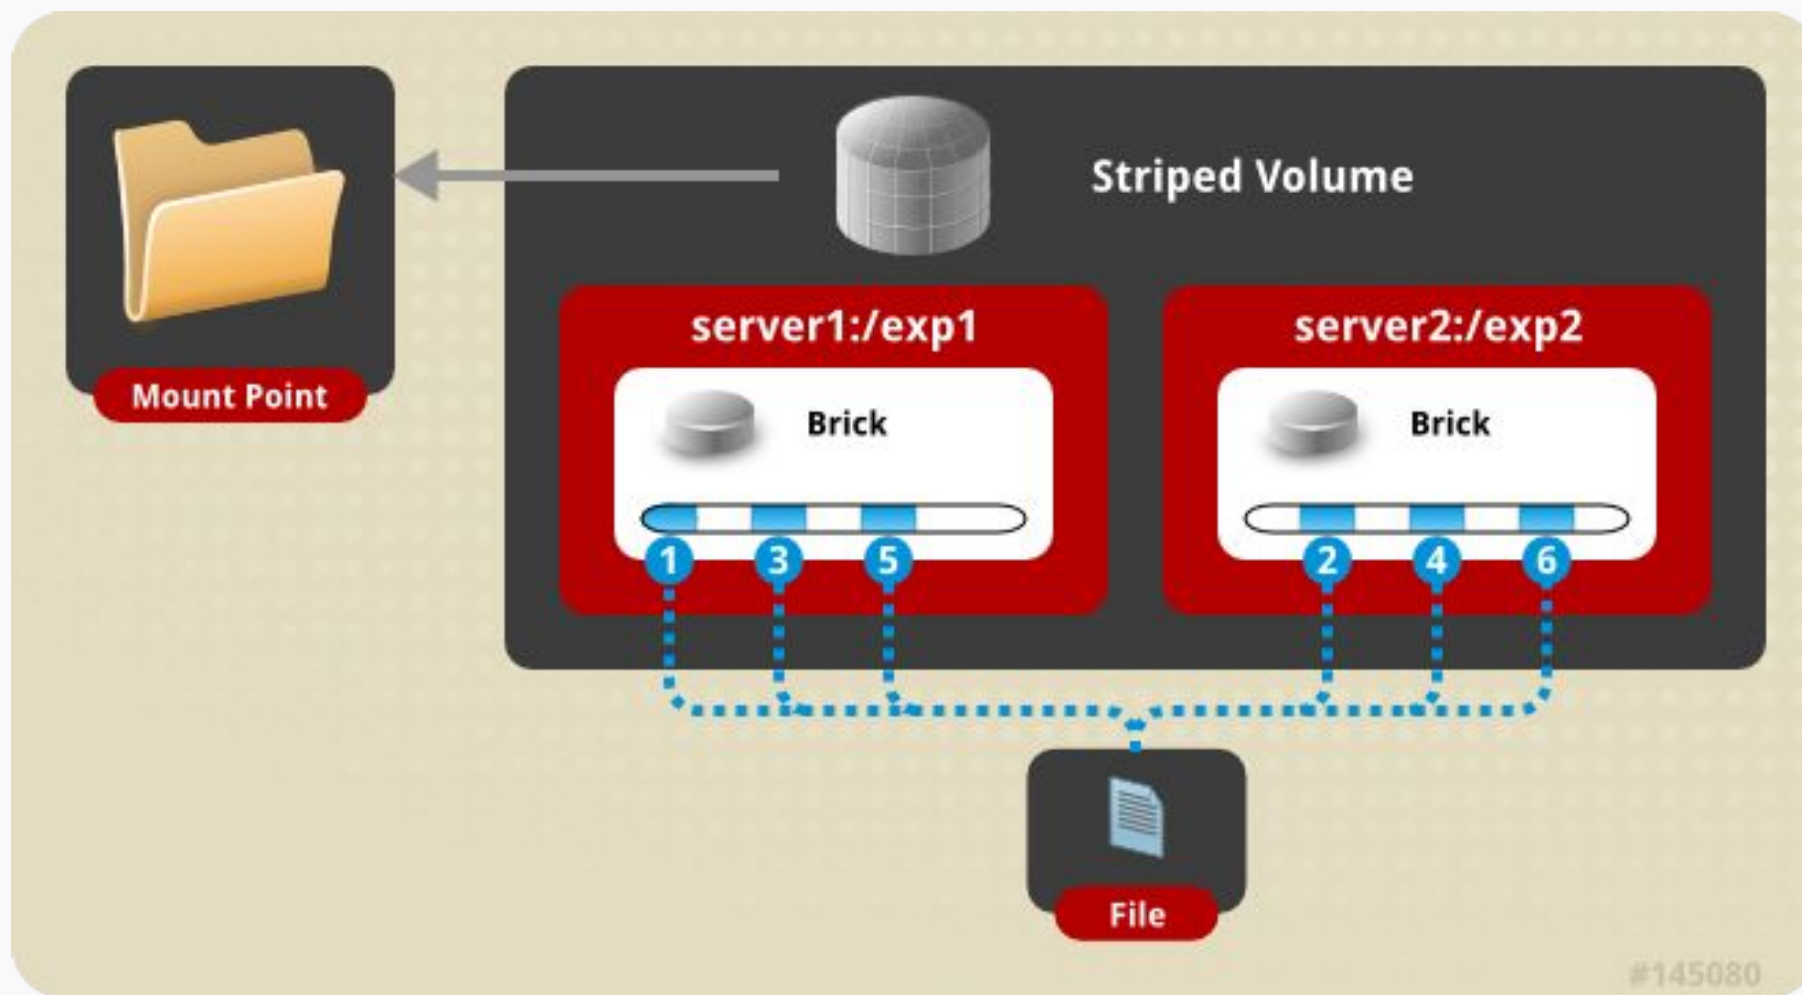 Striped Volume
Mount Point
server1:/exp1
server2:/exp2
Brick
Brick
1
3
5
2
4
6
File
#145080